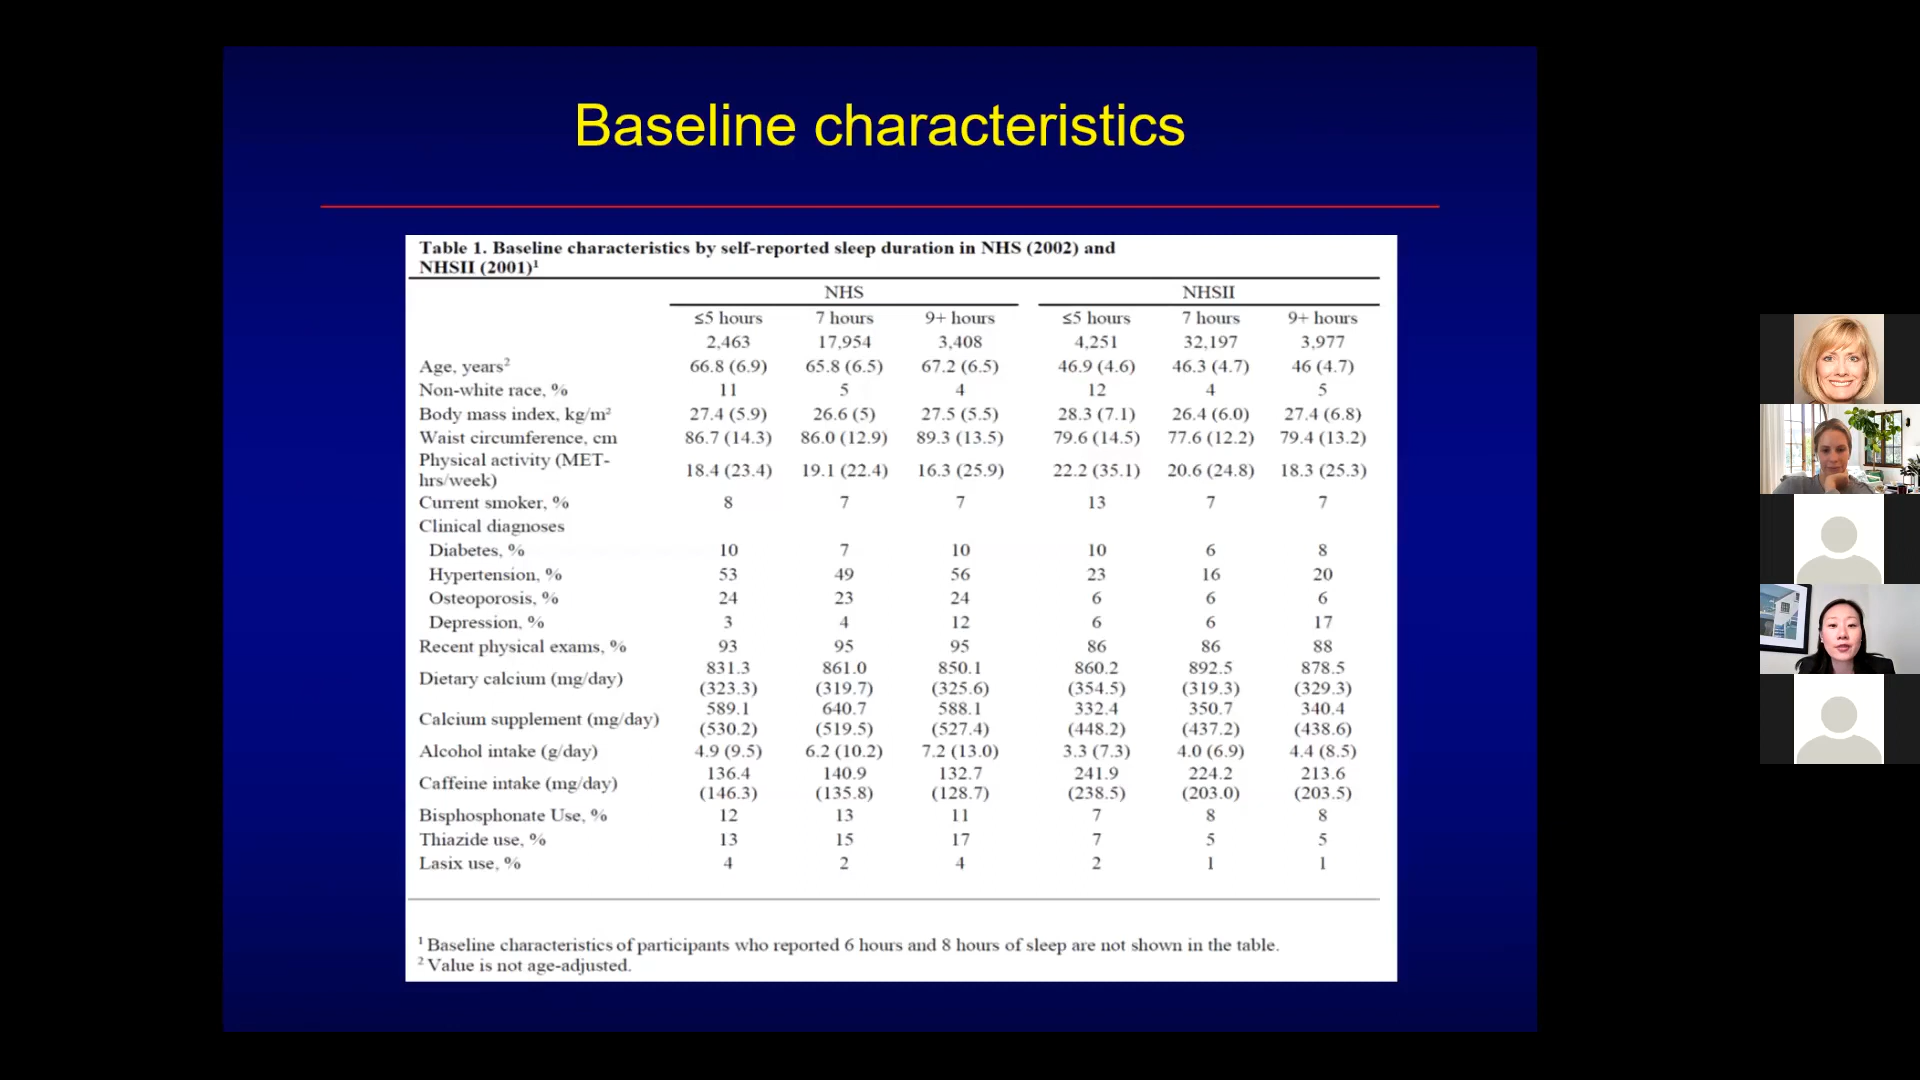 Baseline characteristics
Table 1. Baseline characteristics by self-reported sleep duration in NHS (2002) and
NHSII (2001)¹
NHS NHSII
≤5 hours 7 hours 9+ hours ≤5 hours 7 hours 9+ hours
2,463 17,954 3,408 4,251 32,197 3,977
Age, years² 66.8 (6.9) 65.8 (6.5) 67.2 (6.5) 46.9 (4.6) 46.3 (4.7) 46 (4.7)
Non-white race, % 11 5 4 12 4 5
Body mass index, kg/m² 27.4 (5.9) 26.6 (5) 27.5 (5.5) 28.3 (7.1) 26.4 (6.0) 27.4 (6.8)
Waist circumference, cm 86.7 (14.3) 86.0 (12.9) 89.3 (13.5) 79.6 (14.5) 77.6 (12.2) 79.4 (13.2)
Physical activity (MET-
hrs/week) 18.4 (23.4) 19.1 (22.4) 16.3 (25.9) 22.2 (35.1) 20.6 (24.8) 18.3 (25.3)
Current smoker, % 8 7 7 13 7 7
Clinical diagnoses
Diabetes, % 10 7 10 10 6 8
Hypertension, % 53 49 56 23 16 20
Osteoporosis, % 24 23 24 6 6 6
Depression, % 3 4 12 6 6 17
Recent physical exams, % 93 95 95 86 86 88
Dietary calcium (mg/day) 831.3 861.0 850.1 860.2 892.5 878.5
(323.3) (319.7) (325.6) (354.5) (319.3) (329.3)
Calcium supplement (mg/day) 589.1 640.7 588.1 332.4 350.7 340.4
(530.2) (519.5) (527.4) (448.2) (437.2) (438.6)
Alcohol intake (g/day) 4.9 (9.5) 6.2 (10.2) 7.2 (13.0) 3.3 (7.3) 4.0 (6.9) 4.4 (8.5)
Caffeine intake (mg/day) 136.4 140.9 132.7 241.9 224.2 213.6
(146.3) (135.8) (128.7) (238.5) (203.0) (203.5)
Bisphosphonate Use, % 12 13 11 7 8 8
Thiazide use, % 13 15 17 7 5 5
Lasix use, % 4 2 4 2 1 1
¹ Baseline characteristics of participants who reported 6 hours and 8 hours of sleep are not shown in the table.
² Value is not age-adjusted.